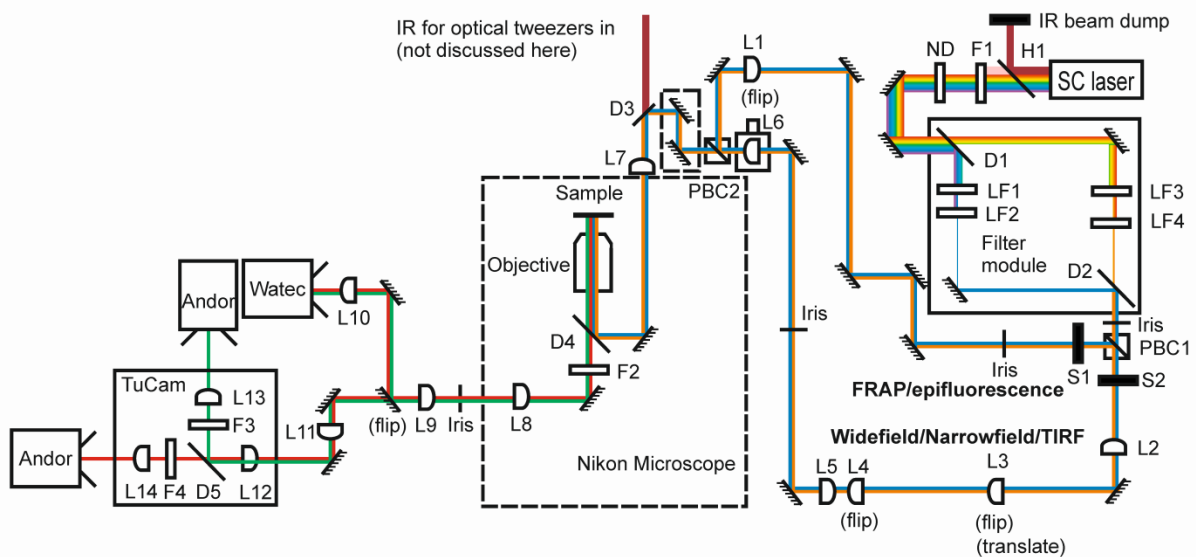 IR for optical tweezers in
(not discussed here)
L1
(flip)
IR beam dump
ND
F1
H1
SC laser
D3
L6
L7
PBC2
D1
LF1
LF2
LF3
LF4
Filter
module
D2
Sample
Objective
Andor
Watec
L10
D4
F2
Iris
Iris
Iris
PBC1
S1
S2
FRAP/epifluorescence
TuCam
L13
F3
L11
(flip)
L9
Iris
L8
Widefield/Narrowfield/TIRF
L2
Andor
L14
F4
D5
L12
Nikon Microscope
L5
L4
(flip)
L3
(flip)
(translate)